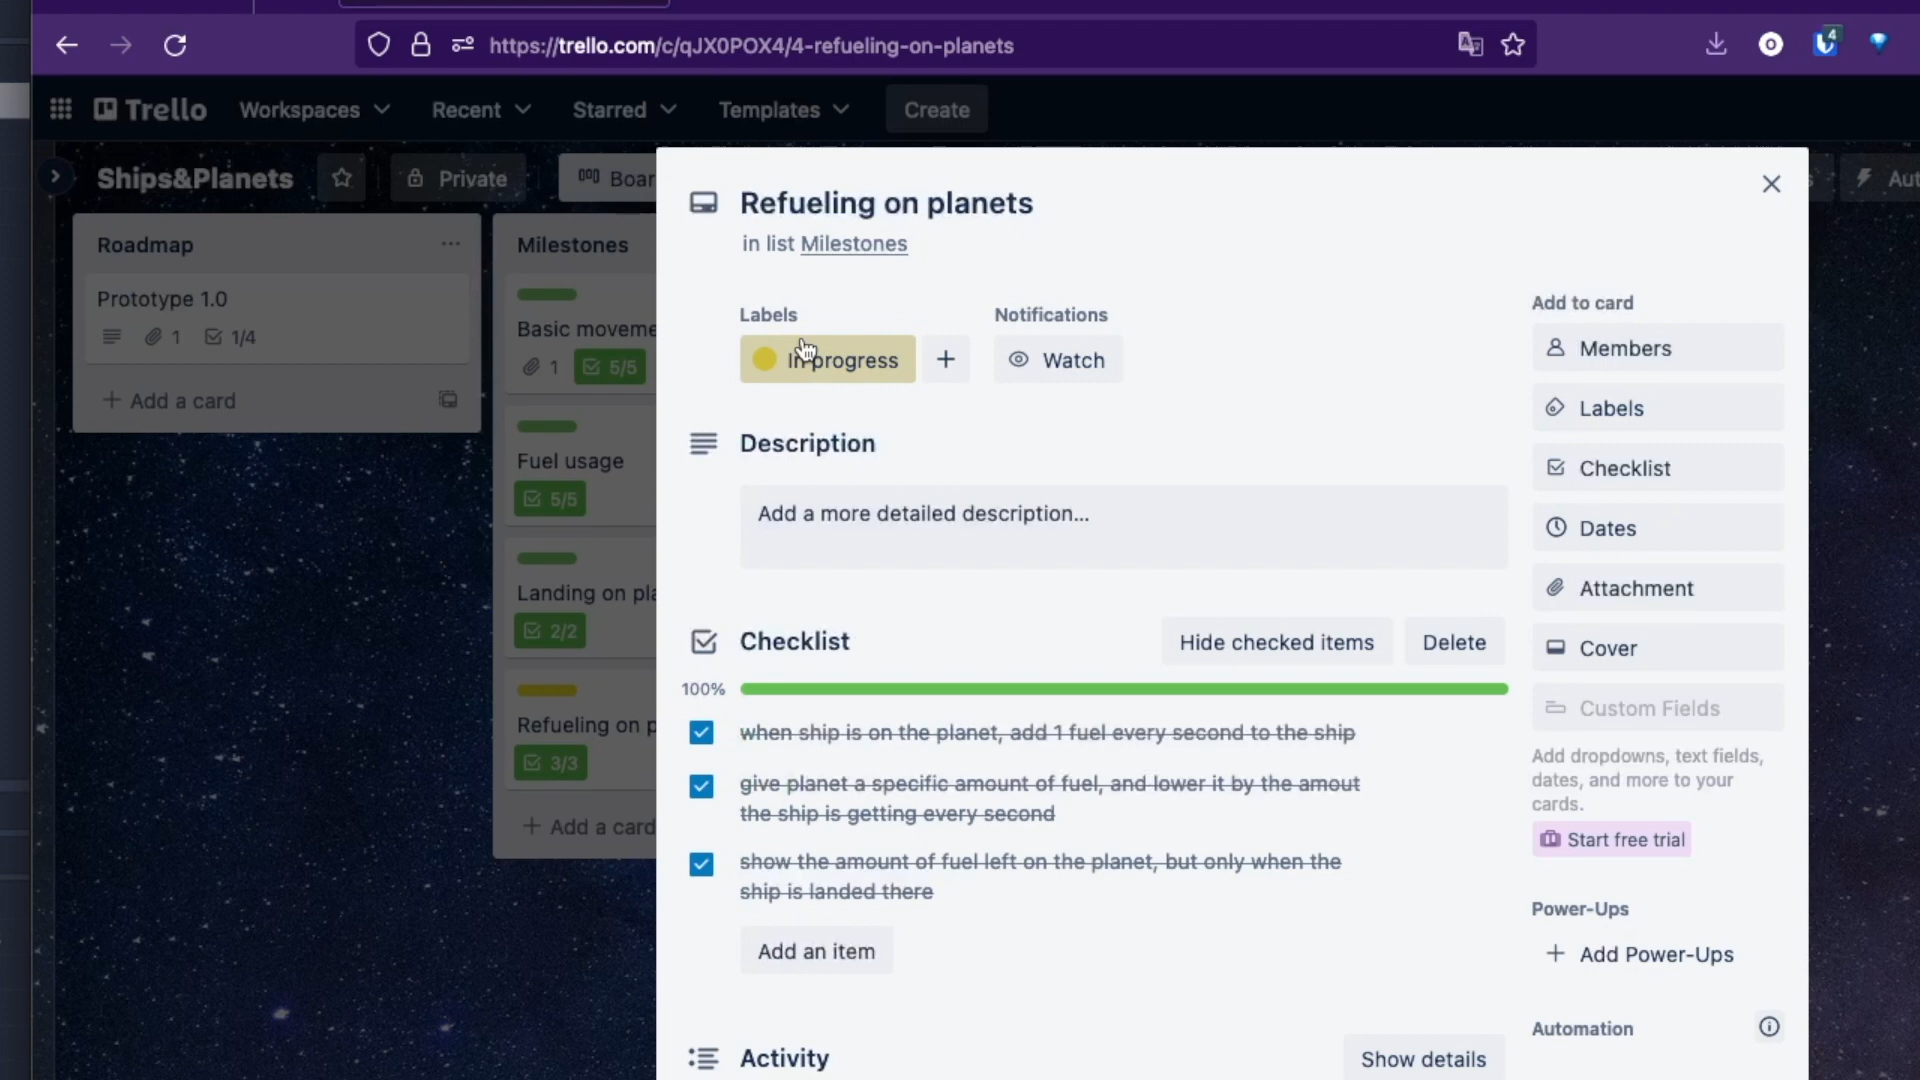 https://trello.com/c/qJX0POX4/4-refueling-on-planets
4
Trello
Workspaces
Recent
Starred
Templates
Create
Ships&Planets
Private
Boar
Aut
Roadmap
Prototype 1.0
1
1/4
+ Add a card
Milestones
Basic moveme
1
5/5
Fuel usage
5/5
Landing on pla
2/2
Refueling on p
3/3
+ Add a card
Refueling on planets
in list Milestones
Labels
In progress
+
Notifications
Watch
Description
Add a more detailed description...
Checklist
Hide checked items
Delete
100%
when ship is on the planet, add 1 fuel every second to the ship
give planet a specific amount of fuel, and lower it by the amout
the ship is getting every second
show the amount of fuel left on the planet, but only when the
ship is landed there
Add an item
Activity
Show details
Add to card
Members
Labels
Checklist
Dates
Attachment
Cover
Custom Fields
Add dropdowns, text fields,
dates, and more to your
cards.
Start free trial
Power-Ups
+ Add Power-Ups
Automation